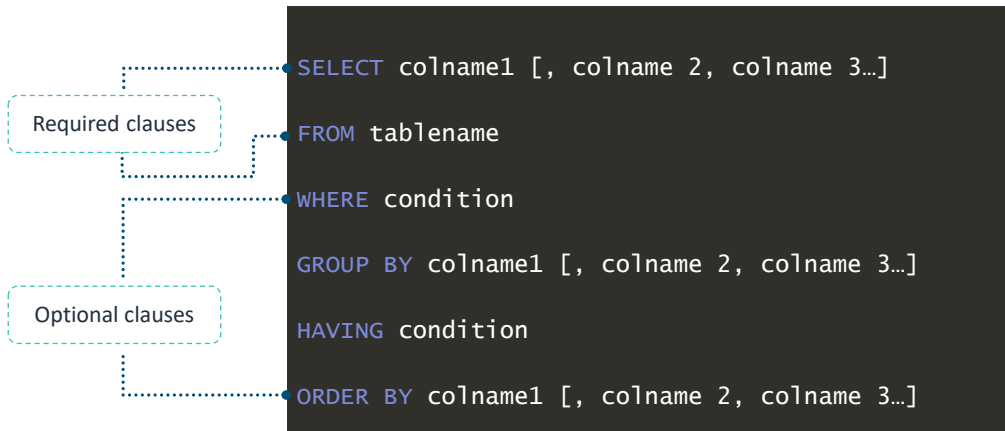 SELECT colname1 [, colname 2, colname 3…]
Required clauses
FROM tablename
WHERE condition
GROUP BY colname1 [, colname 2, colname 3…]
Optional clauses
HAVING condition
ORDER BY colname1 [, colname 2, colname 3…]